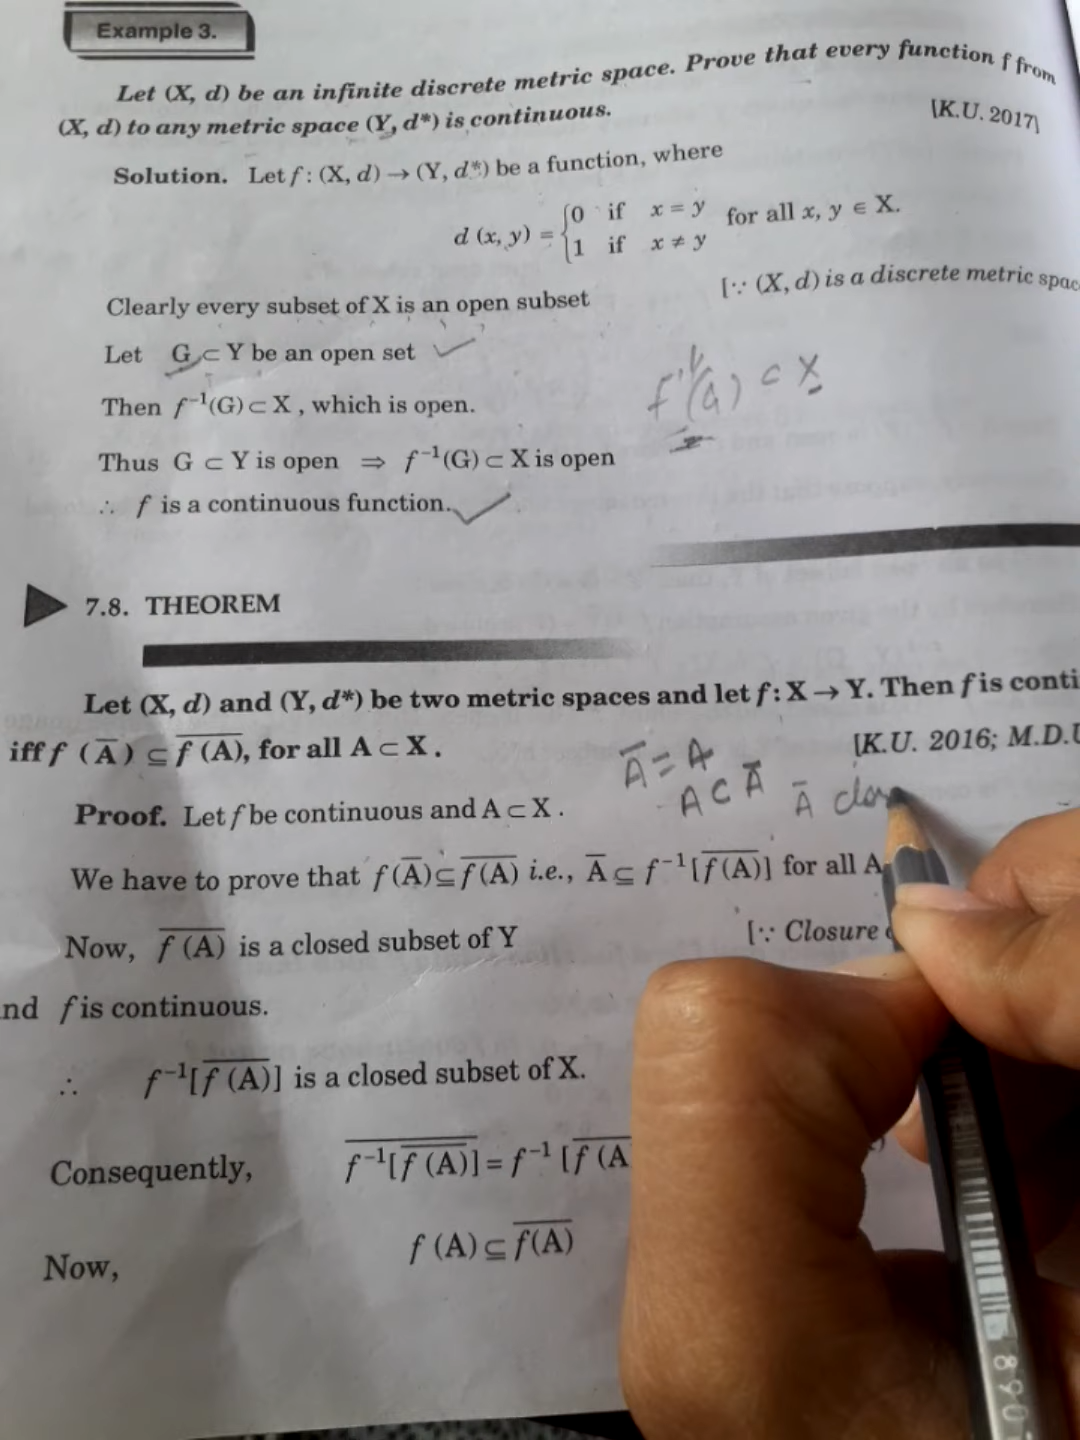 Example 3.
Let (X, d) be an infinite discrete metric space. Prove that every function f from
(X, d) to any metric space (Y, d*) is continuous.
[K.U. 2017]
Solution. Let f : (X, d) → (Y, d*) be a function, where
d (x, y) = {0 if x = y
1 if x ≠ y for all x, y ∈ X.
Clearly every subset of X is an open subset [∵ (X, d) is a discrete metric
Let G ⊂ Y be an open set
Then f⁻¹(G) ⊂ X , which is open.
f⁻¹(G) ⊂ X
Thus G ⊂ Y is open ⇒ f⁻¹(G) ⊂ X is open
∴ f is a continuous function.
7.8. THEOREM
Let (X, d) and (Y, d*) be two metric spaces and let f : X → Y. Then f is
iff f (A̅) ⊆ f̅ ̅(̅A̅)̅, for all A ⊂ X . [K.U. 2016;
A̅ = A
A ⊂ A̅ A̅
Proof. Let f be continuous and A ⊂ X .
We have to prove that f(A̅) ⊆ f̅(̅A̅)̅ i.e., A̅ ⊆ f⁻¹[f̅(̅A̅)̅] for all A
Now, f̅ ̅(̅A̅)̅ is a closed subset of Y [∵ Closure
f is continuous.
∴ f⁻¹[f̅ ̅(̅A̅)̅] is a closed subset of X.
Consequently, f̅⁻̅¹̅[̅f̅ ̅(̅A̅)̅]̅ = f⁻¹ [f̅ ̅(̅A̅
Now, f (A) ⊆ f̅(̅A̅)̅